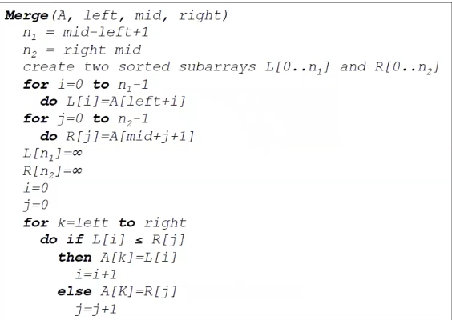 Merge(A, left, mid, right)
n₁ = mid-left+1
n₂ = right mid
create two sorted subarrays L[0..n₁] and R[0..n₂]
for i=0 to n₁-1
do L[i]=A[left+i]
for j=0 to n₂-1
do R[j]=A[mid+j+1]
L[n₁]=∞
R[n₂]=∞
i=0
j=0
for k=left to right
do if L[i] ≤ R[j]
then A[k]=L[i]
i=i+1
else A[K]=R[j]
j=j+1